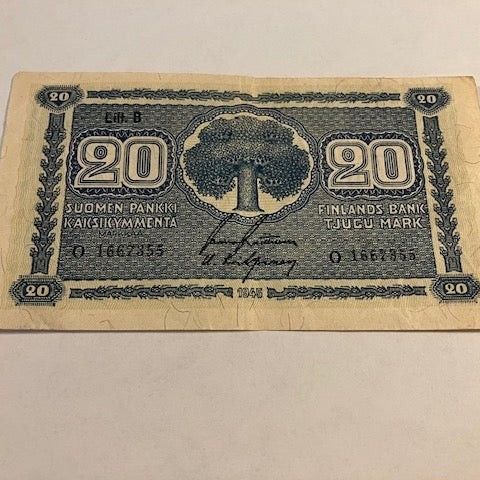 20 20
Litt. B
20 20
SUOMEN PANKKI
KAKSIKYMMENTÄ
MARKKAA
FINLANDS BANK
TJUGU MARK
O 1667355 O 1667355
20 1945 20